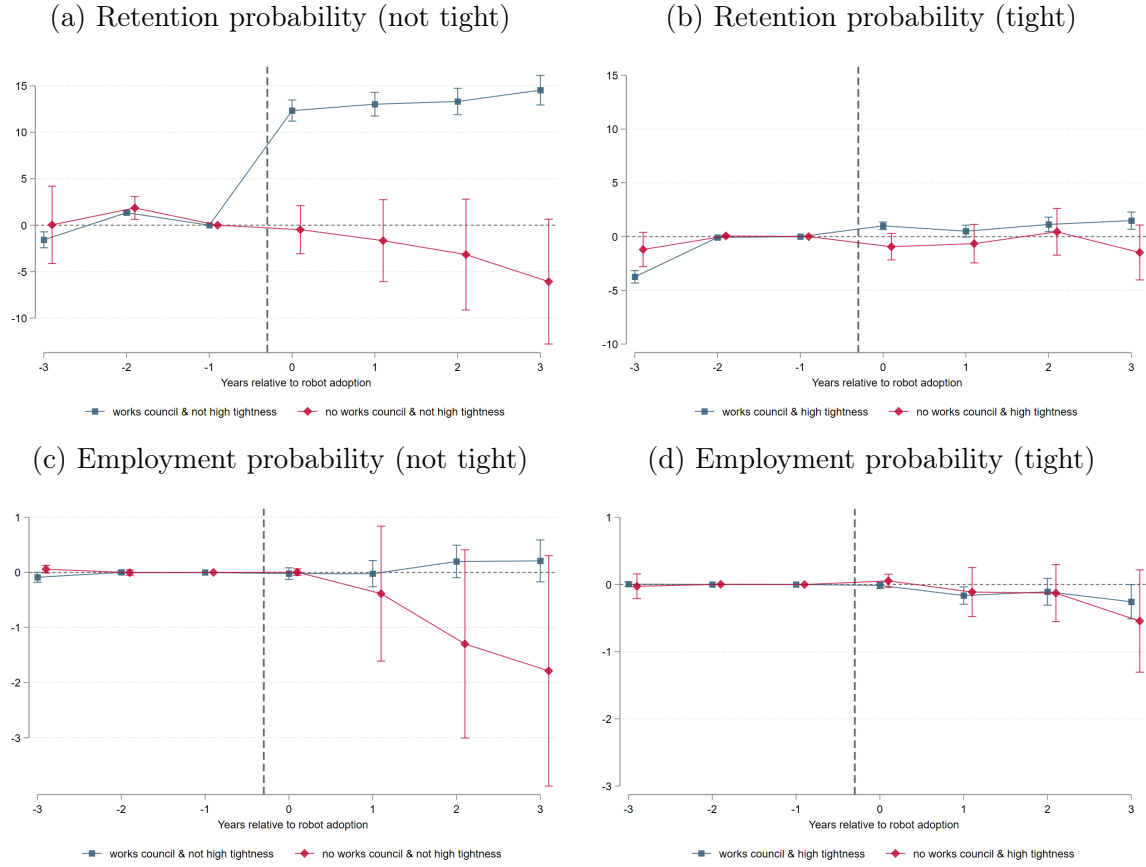 (a) Retention probability (not tight)
15
10
5
0
-5
-10
-3 -2 -1 0 1 2 3
Years relative to robot adoption
works council & not high tightness no works council & not high tightness
(b) Retention probability (tight)
15
10
5
0
-5
-10
-3 -2 -1 0 1 2 3
Years relative to robot adoption
works council & high tightness no works council & high tightness
(c) Employment probability (not tight)
1
0
-1
-2
-3
-3 -2 -1 0 1 2 3
Years relative to robot adoption
works council & not high tightness no works council & not high tightness
(d) Employment probability (tight)
1
0
-1
-2
-3
-3 -2 -1 0 1 2 3
Years relative to robot adoption
works council & high tightness no works council & high tightness